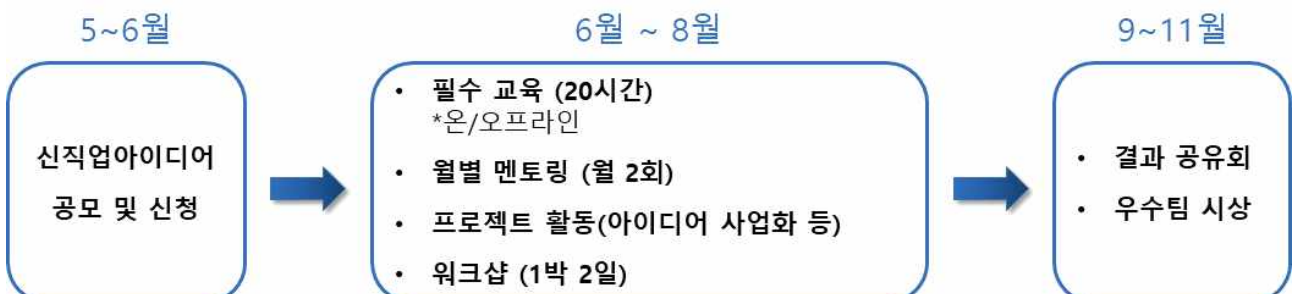 5~6월
신직업아이디어
공모 및 신청
6월 ~ 8월
• 필수 교육 (20시간)
*온/오프라인
• 월별 멘토링 (월 2회)
• 프로젝트 활동(아이디어 사업화 등)
• 워크샵 (1박 2일)
9~11월
• 결과 공유회
• 우수팀 시상